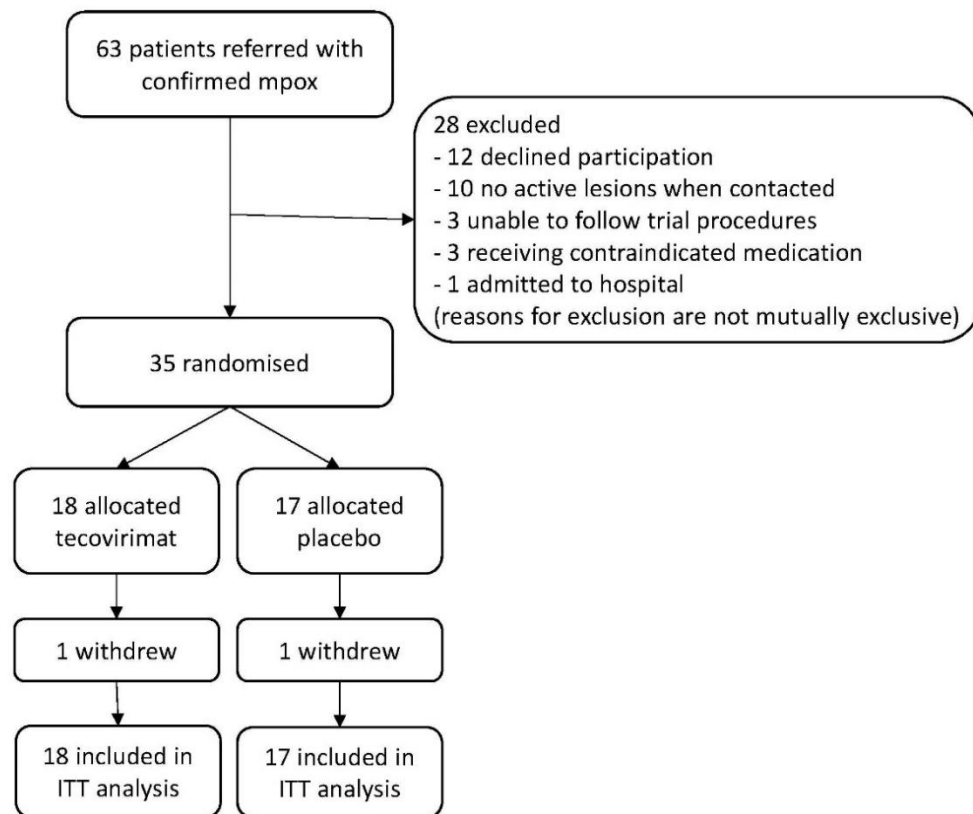 63 patients referred with
confirmed mpox
28 excluded
- 12 declined participation
- 10 no active lesions when contacted
- 3 unable to follow trial procedures
- 3 receiving contraindicated medication
- 1 admitted to hospital
(reasons for exclusion are not mutually exclusive)
35 randomised
18 allocated
tecovirimat
17 allocated
placebo
1 withdrew
1 withdrew
18 included in
ITT analysis
17 included in
ITT analysis